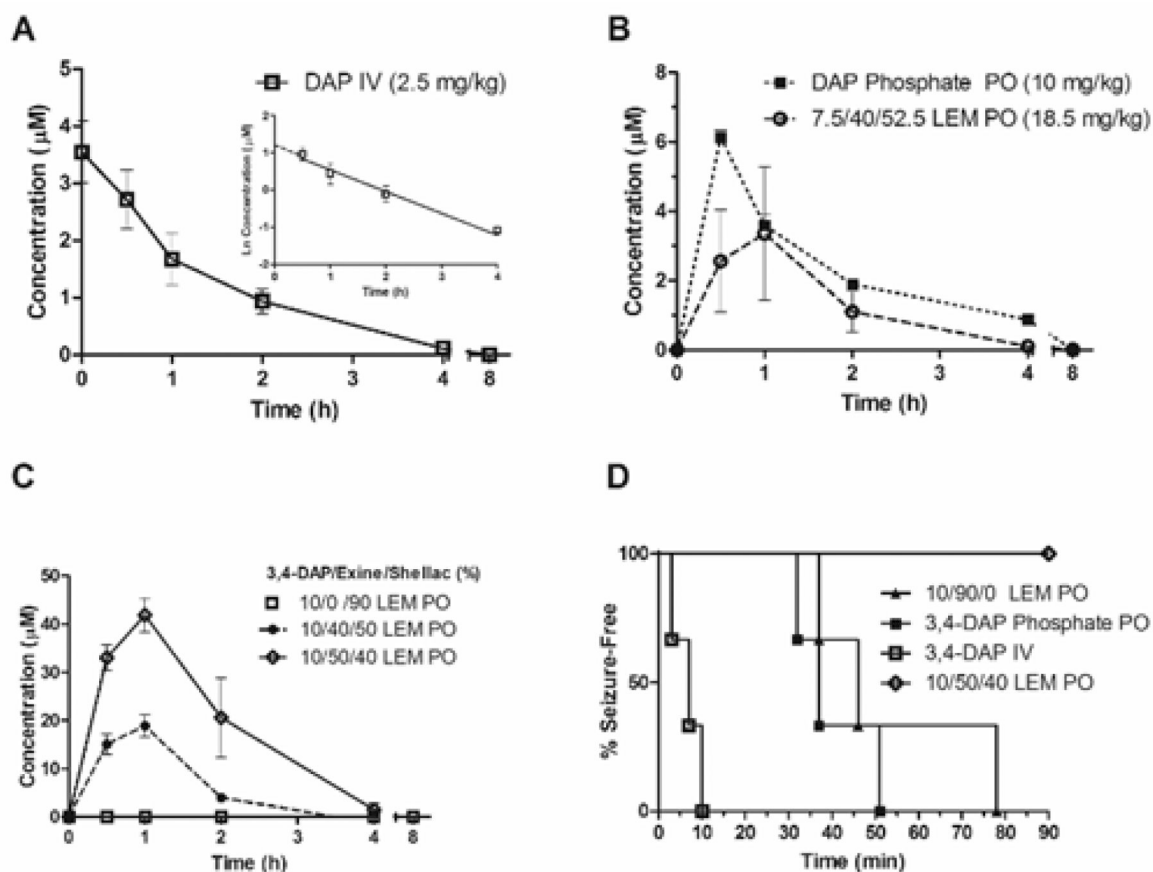 A
DAP IV (2.5 mg/kg)
Concentration (µM)
5
4
3
2
1
0
0 1 2 3 4 8
Time (h)
Ln Concentration (µM)
2
1
0
-1
-2
0 1 2 3 4
Time (h)
B
DAP Phosphate PO (10 mg/kg)
7.5/40/52.5 LEM PO (18.5 mg/kg)
Concentration (µM)
8
6
4
2
0
0 1 2 3 4 8
Time (h)
C
3,4-DAP/Exine/Shellac (%)
10/0 /90 LEM PO
10/40/50 LEM PO
10/50/40 LEM PO
Concentration (µM)
50
40
30
20
10
0
0 1 2 3 4 8
Time (h)
D
10/90/0 LEM PO
3,4-DAP Phosphate PO
3,4-DAP IV
10/50/40 LEM PO
% Seizure-Free
100
50
0
0 10 20 30 40 50 60 70 80 90
Time (min)